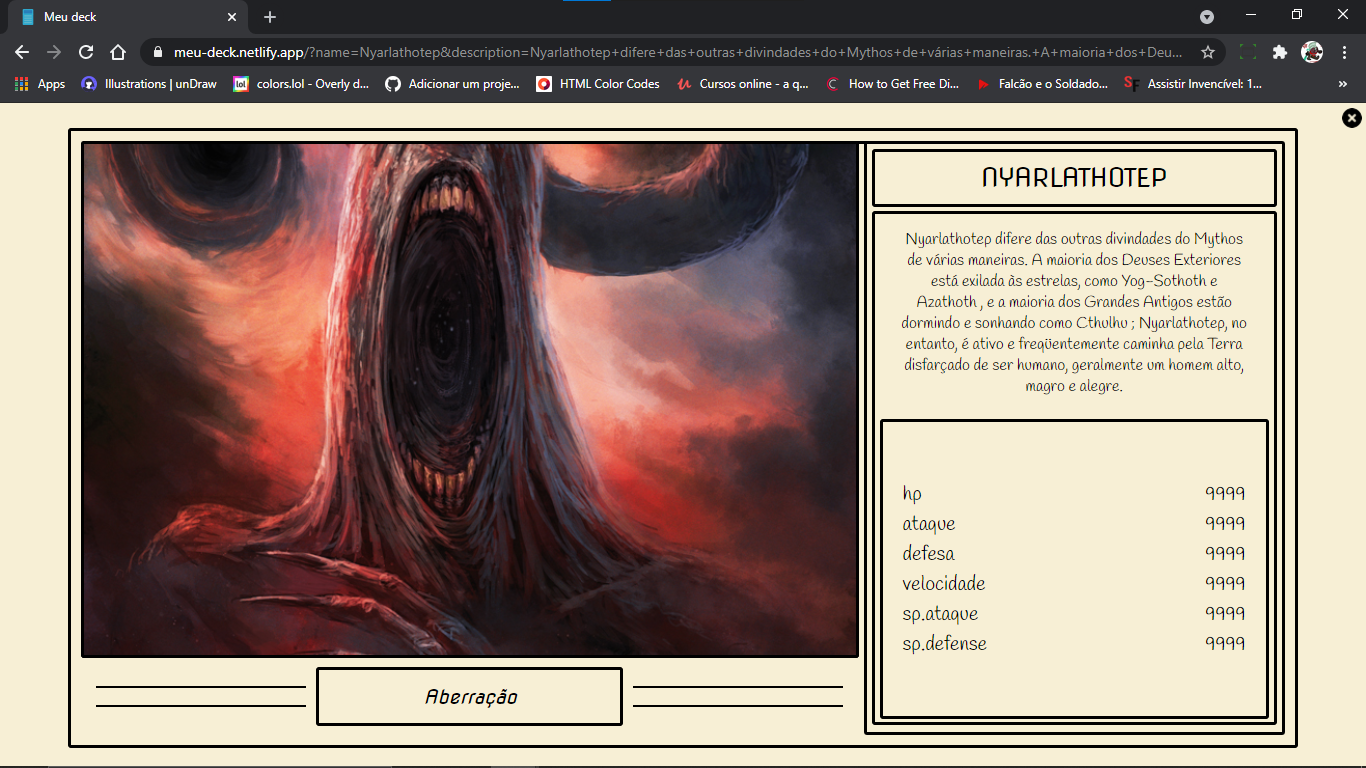 Meu deck
meu-deck.netlify.app/?name=Nyarlathotep&description=Nyarlathotep+difere+das+outras+divindades+do+Mythos+de+várias+maneiras.+A+maioria+dos+Deu...
Apps
Illustrations | unDraw
lol
colors.lol - Overly d...
Adicionar um proje...
HTML Color Codes
Cursos online - a q...
How to Get Free Di...
Falcão e o Soldado...
SF
Assistir Invencível: 1...
»
NYARLATHOTEP
Nyarlathotep difere das outras divindades do Mythos
de várias maneiras. A maioria dos Deuses Exteriores
está exilada às estrelas, como Yog-Sothoth e
Azathoth , e a maioria dos Grandes Antigos estão
dormindo e sonhando como Cthulhu ; Nyarlathotep, no
entanto, é ativo e freqüentemente caminha pela Terra
disfarçado de ser humano, geralmente um homem alto,
magro e alegre.
hp 9999
ataque 9999
defesa 9999
velocidade 9999
sp.ataque 9999
sp.defense 9999
Aberração